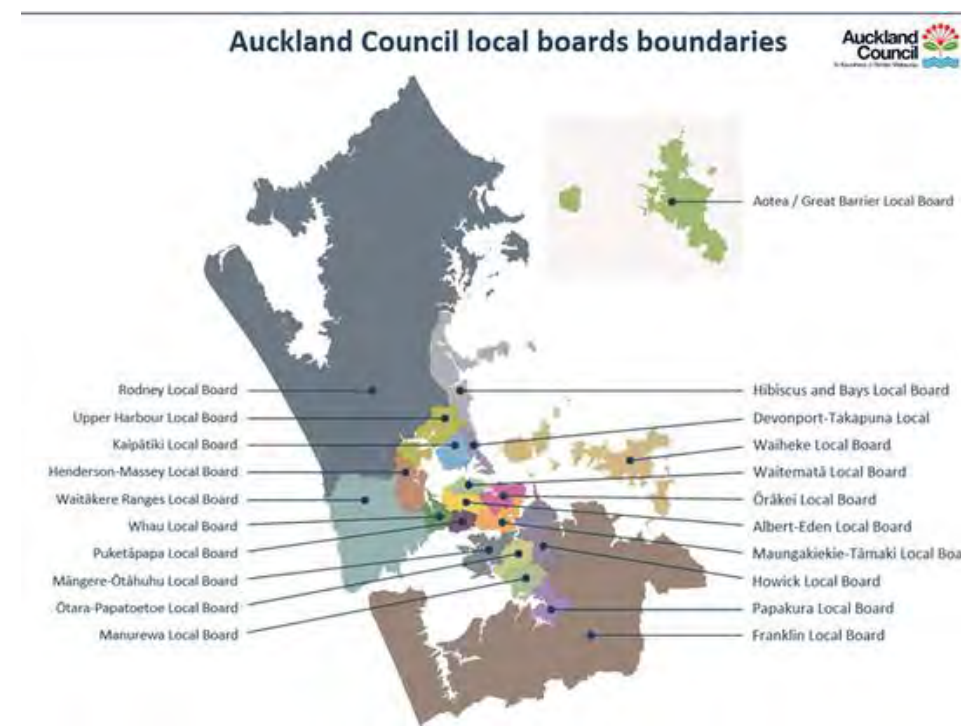 Auckland Council local boards boundaries
Auckland
Council
Aotea / Great Barrier Local Board
Rodney Local Board
Upper Harbour Local Board
Kaipātiki Local Board
Henderson-Massey Local Board
Waitākere Ranges Local Board
Whau Local Board
Puketāpapa Local Board
Māngere-Ōtāhuhu Local Board
Ōtara-Papatoetoe Local Board
Manurewa Local Board
Hibiscus and Bays Local Board
Devonport-Takapuna Local
Waiheke Local Board
Waitematā Local Board
Ōrākei Local Board
Albert-Eden Local Board
Maungakiekie-Tāmaki Local Boa
Howick Local Board
Papakura Local Board
Franklin Local Board